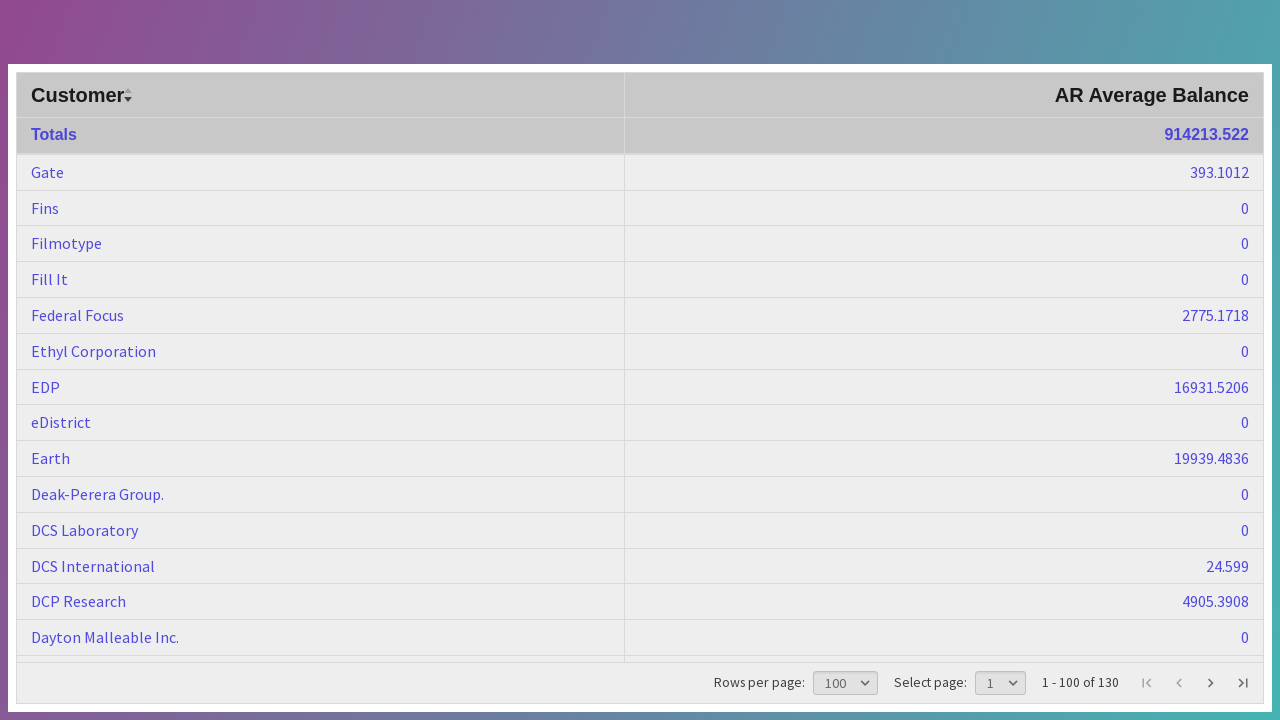 Customer AR Average Balance
Totals 914213.522
Gate 393.1012
Fins 0
Filmotype 0
Fill It 0
Federal Focus 2775.1718
Ethyl Corporation 0
EDP 16931.5206
eDistrict 0
Earth 19939.4836
Deak-Perera Group. 0
DCS Laboratory 0
DCS International 24.599
DCP Research 4905.3908
Dayton Malleable Inc. 0
Rows per page: 100 Select page: 1 1 - 100 of 130